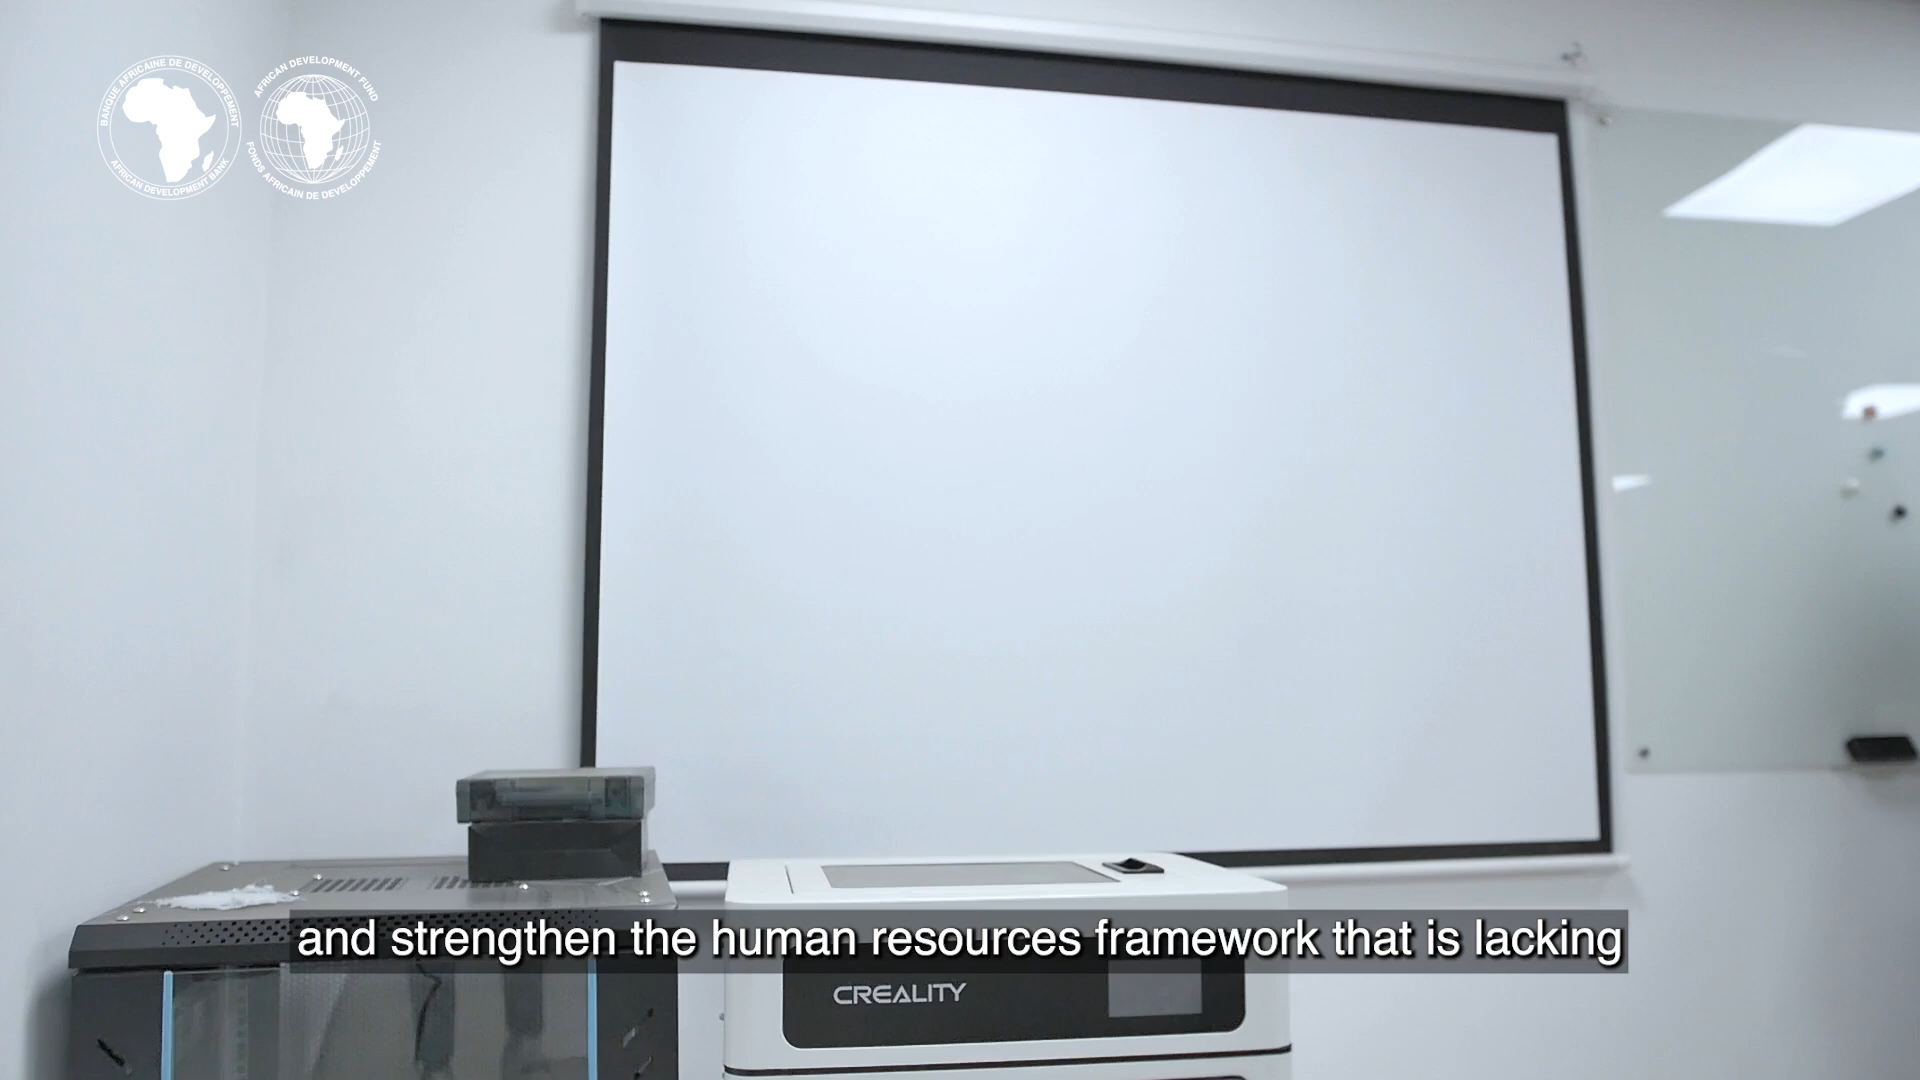 BANQUE AFRICAINE DE DEVELOPPEMENT
AFRICAN DEVELOPMENT BANK
AFRICAN DEVELOPMENT FUND
FONDS AFRICAIN DE DEVELOPPEMENT
and strengthen the human resources framework that is lacking
CREALITY